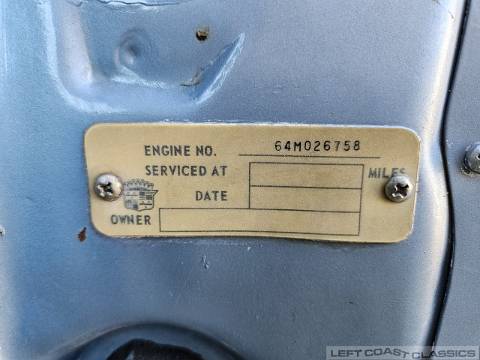 ENGINE NO. 64M026758
SERVICED AT MILES
DATE
OWNER
LEFT COAST CLASSICS